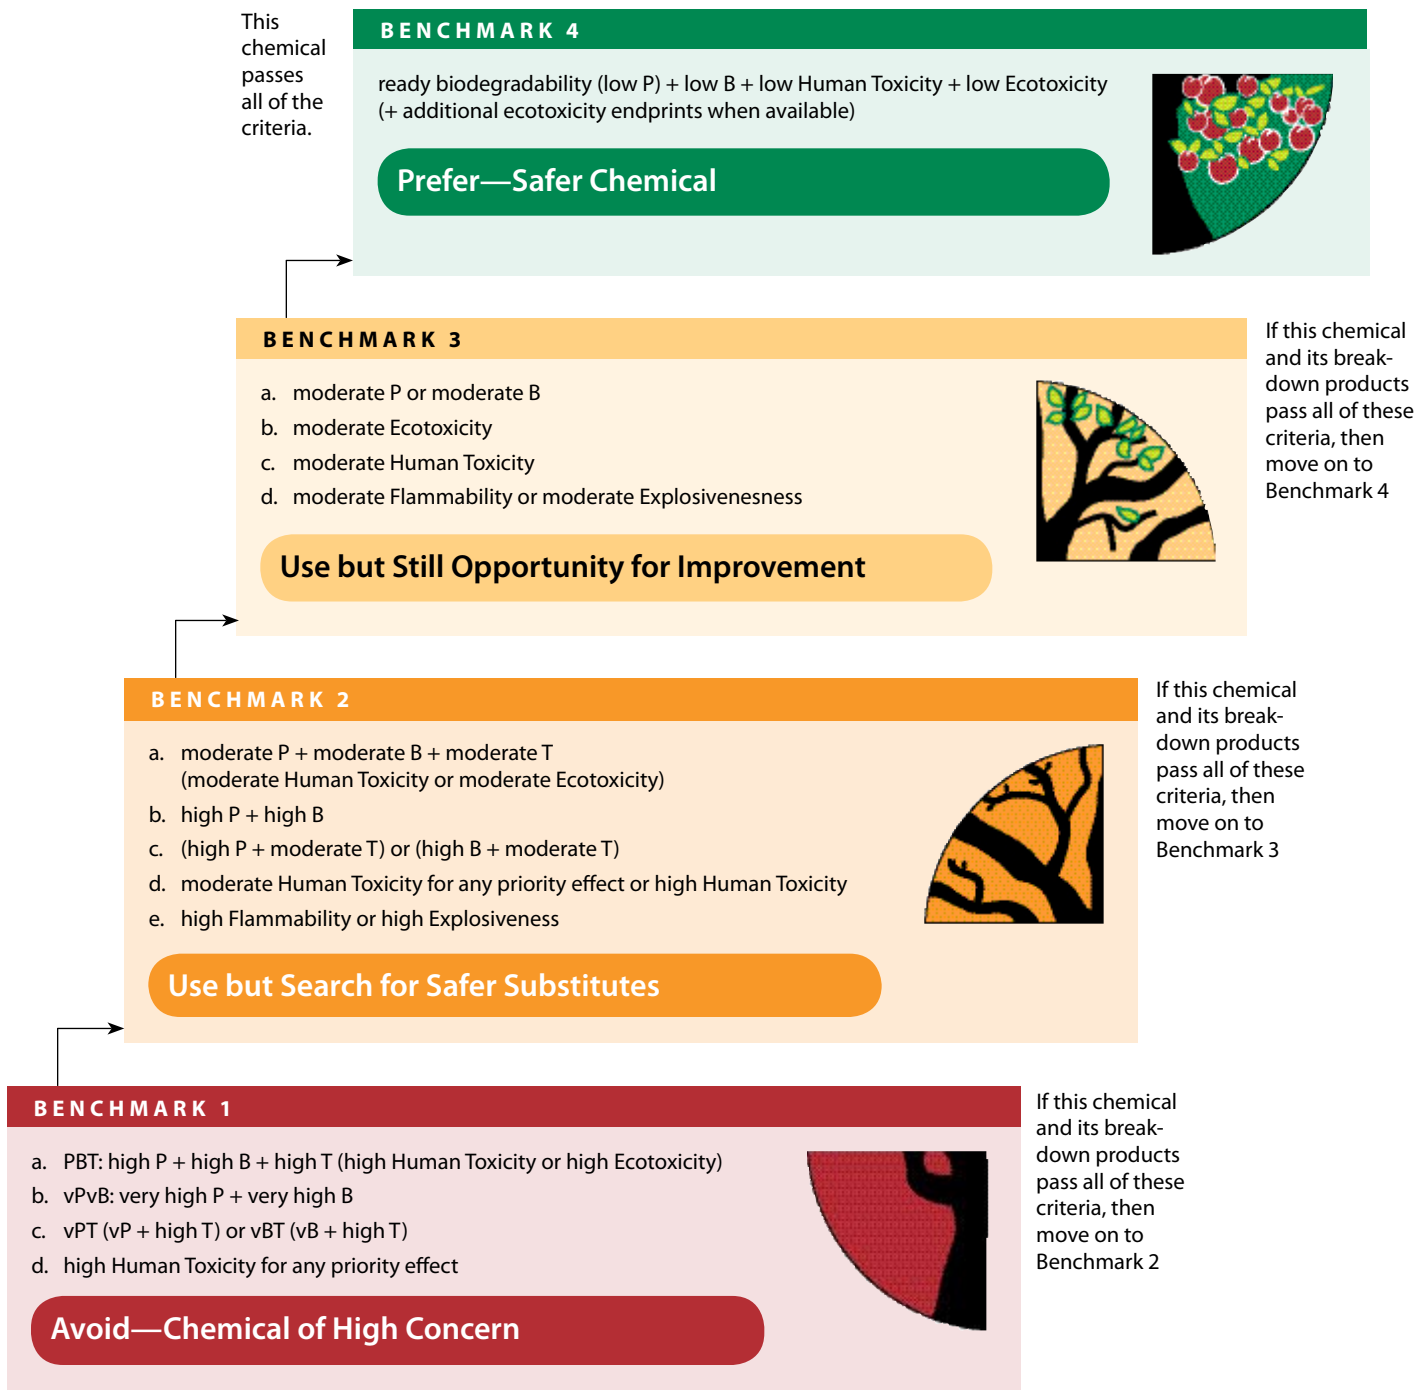 This
chemical
passes
all of the
criteria.
BENCHMARK 4
ready biodegradability (low P) + low B + low Human Toxicity + low Ecotoxicity
(+ additional ecotoxicity endprints when available)
Prefer—Safer Chemical
BENCHMARK 3
a. moderate P or moderate B
b. moderate Ecotoxicity
c. moderate Human Toxicity
d. moderate Flammability or moderate Explosivenesness
Use but Still Opportunity for Improvement
If this chemical
and its break-
down products
pass all of these
criteria, then
move on to
Benchmark 4
BENCHMARK 2
a. moderate P + moderate B + moderate T
(moderate Human Toxicity or moderate Ecotoxicity)
b. high P + high B
c. (high P + moderate T) or (high B + moderate T)
d. moderate Human Toxicity for any priority effect or high Human Toxicity
e. high Flammability or high Explosiveness
Use but Search for Safer Substitutes
If this chemical
and its break-
down products
pass all of these
criteria, then
move on to
Benchmark 3
BENCHMARK 1
a. PBT: high P + high B + high T (high Human Toxicity or high Ecotoxicity)
b. vPvB: very high P + very high B
c. vPT (vP + high T) or vBT (vB + high T)
d. high Human Toxicity for any priority effect
Avoid—Chemical of High Concern
If this chemical
and its break-
down products
pass all of these
criteria, then
move on to
Benchmark 2